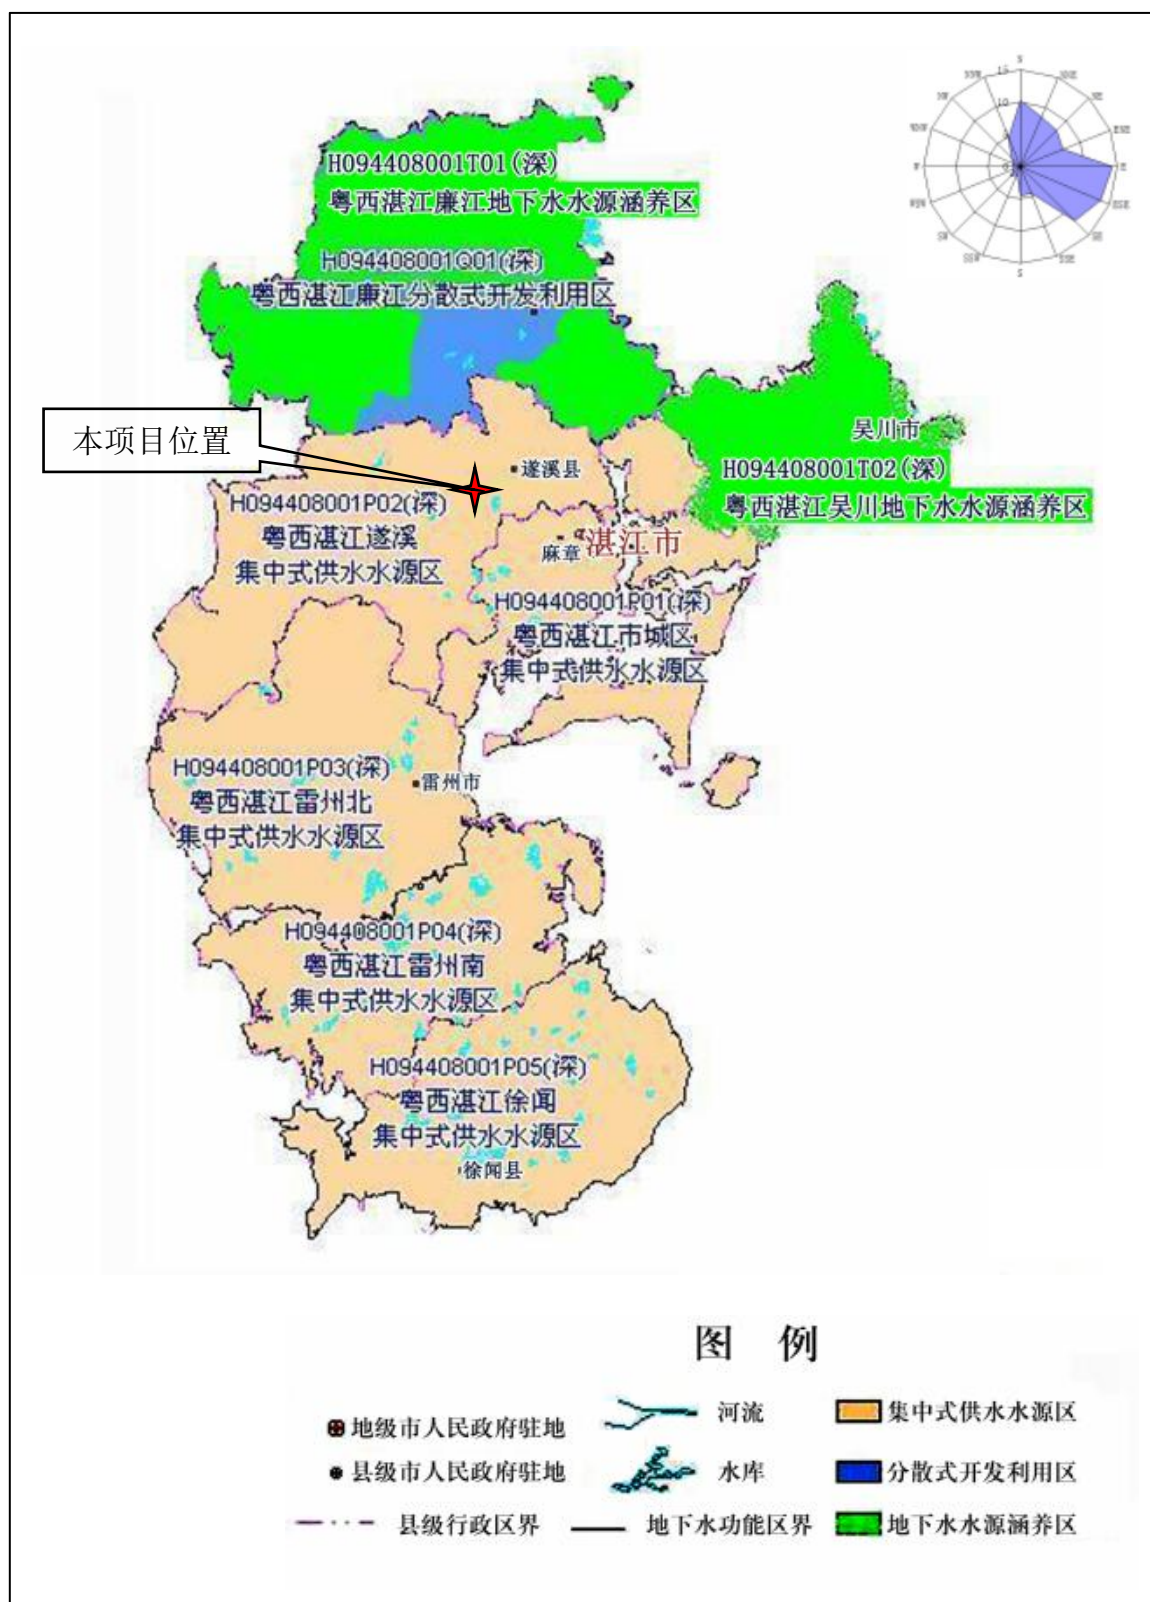 H094408001T01(深)
粤西湛江廉江地下水水源涵养区
H094408001Q01(深)
粤西湛江廉江分散式开发利用区
本项目位置
吴川市
H094408001T02(深)
粤西湛江吴川地下水水源涵养区
遂溪县
H094408001P02(深)
粤西湛江遂溪
集中式供水水源区
麻章
湛江市
H094408001P01(深)
粤西湛江市城区
集中式供水水源区
H094408001P03(深)
粤西湛江雷州北
集中式供水水源区
雷州市
H094408001P04(深)
粤西湛江雷州南
集中式供水水源区
H094408001P05(深)
粤西湛江徐闻
集中式供水水源区
徐闻县
15
10
NE
ENE
E
ESE
SE
SSE
S
SSW
SW
图 例
地级市人民政府驻地
河流
集中式供水水源区
县级市人民政府驻地
水库
分散式开发利用区
县级行政区界
地下水功能区界
地下水水源涵养区